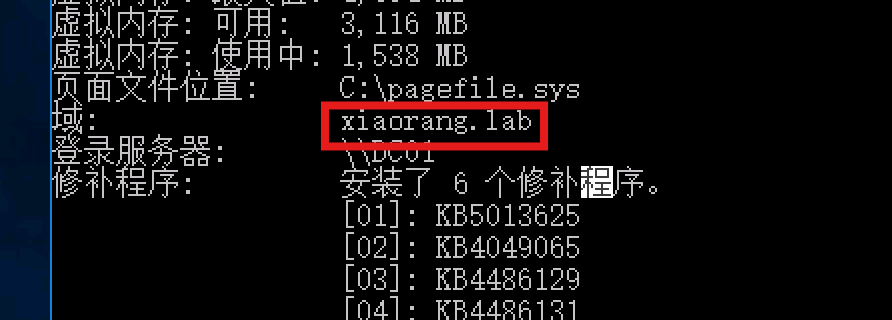 虚拟内存: 可用:    3,116 MB
虚拟内存: 使用中: 1,538 MB
页面文件位置:      C:\pagefile.sys
域:                xiaorang.lab
登录服务器:        \\DC01
修补程序:          安装了 6 个修补程序。
[01]: KB5013625
[02]: KB4049065
[03]: KB4486129
[04]: KB4486131